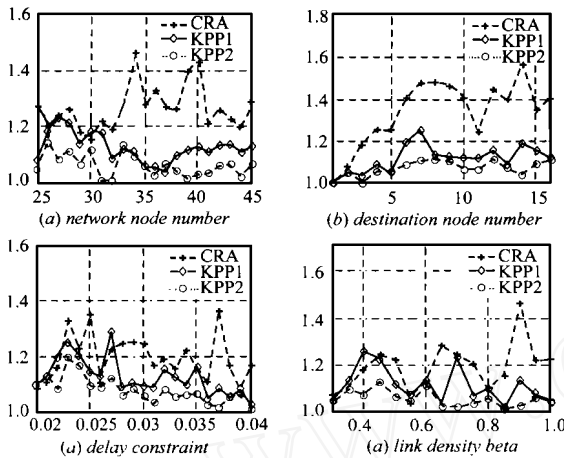 1.6
1.4
1.2
1.0
CRA
KPP1
KPP2
25 30 35 40 45
(a) network node number
1.8
1.6
1.4
1.2
1.0
CRA
KPP1
KPP2
5 10 15
(b) destination node number
1.6
1.4
1.2
1.0
CRA
KPP1
KPP2
0.02 0.025 0.03 0.035 0.04
(a) delay constraint
1.6
1.4
1.2
1.0
CRA
KPP1
KPP2
0.4 0.6 0.8 1.0
(a) link density beta